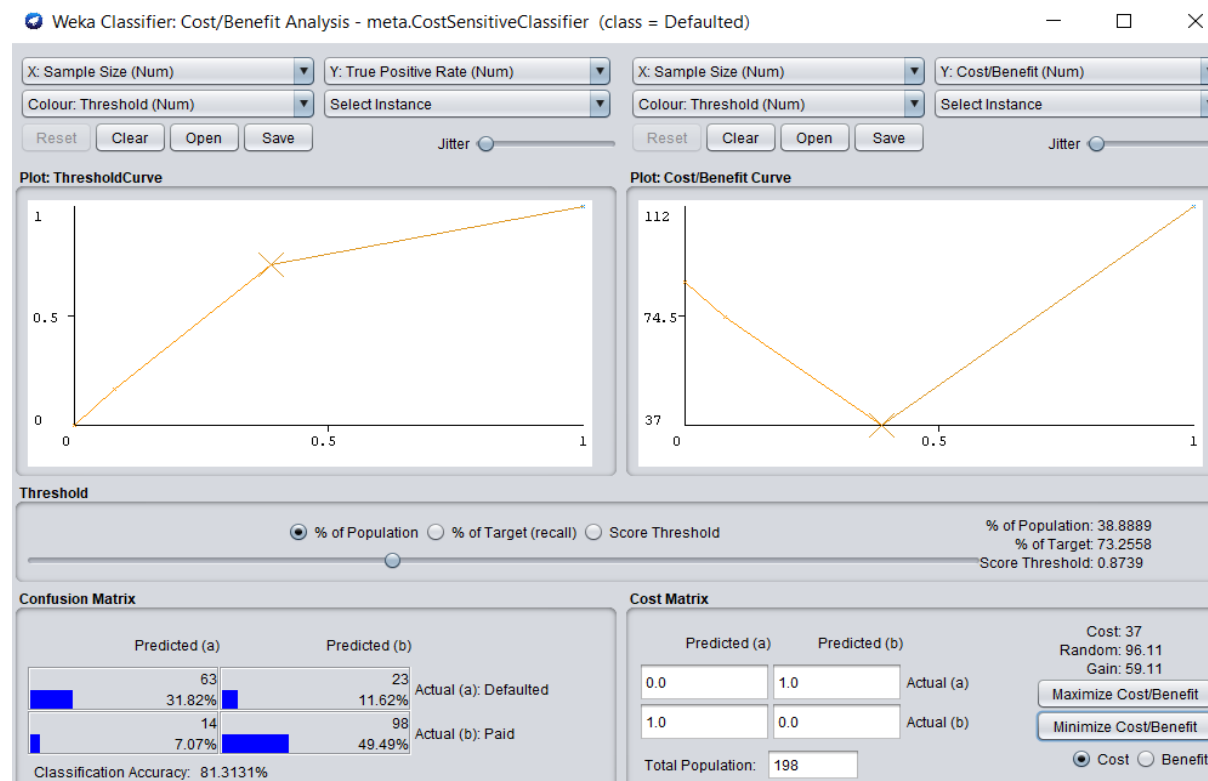 Weka Classifier: Cost/Benefit Analysis - meta.CostSensitiveClassifier (class = Defaulted)
X: Sample Size (Num)
Y: True Positive Rate (Num)
Colour: Threshold (Num)
Select Instance
Reset
Clear
Open
Save
Jitter
Plot: ThresholdCurve
1
0.5
0
0
0.5
1
X: Sample Size (Num)
Y: Cost/Benefit (Num)
Colour: Threshold (Num)
Select Instance
Reset
Clear
Open
Save
Jitter
Plot: Cost/Benefit Curve
112
74.5
37
0
0.5
1
Threshold
% of Population
% of Target (recall)
Score Threshold
% of Population: 38.8889
% of Target: 73.2558
Score Threshold: 0.8739
Confusion Matrix
Predicted (a) Predicted (b)
63 23
31.82% 11.62%
Actual (a): Defaulted
14 98
7.07% 49.49%
Actual (b): Paid
Classification Accuracy: 81.3131%
Cost Matrix
Predicted (a) Predicted (b)
0.0 1.0 Actual (a)
1.0 0.0 Actual (b)
Total Population: 198
Cost: 37
Random: 96.11
Gain: 59.11
Maximize Cost/Benefit
Minimize Cost/Benefit
Cost Benefit